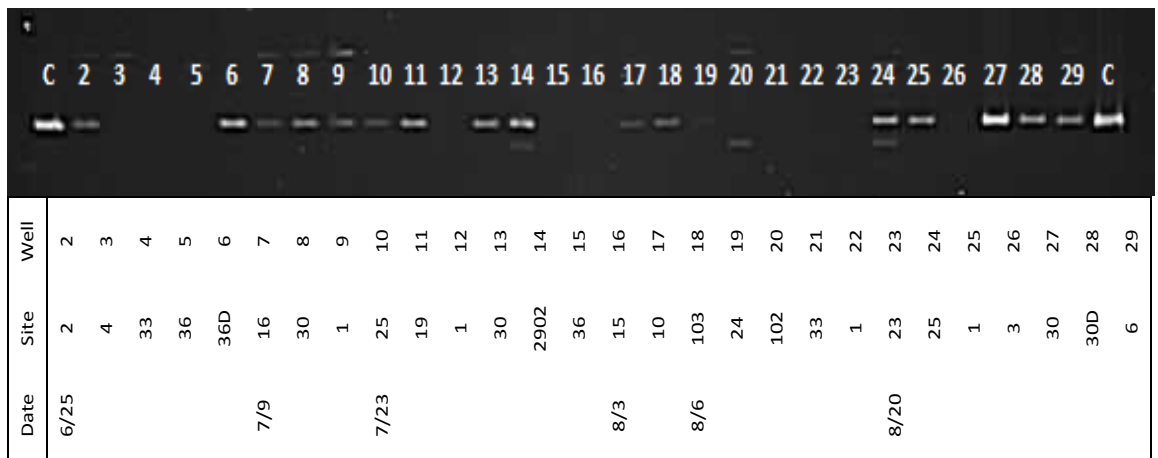 C 2 3 4 5 6 7 8 9 10 11 12 13 14 15 16 17 18 19 20 21 22 23 24 25 26 27 28 29 C
Well 2 3 4 5 6 7 8 9 10 11 12 13 14 15 16 17 18 19 20 21 22 23 24 25 26 27 28 29
Site 2 4 33 36 36D 16 30 1 25 19 1 30 2902 36 15 10 103 24 102 33 1 23 25 1 3 30 30D 6
Date 6/25 7/9 7/23 8/3 8/6 8/20